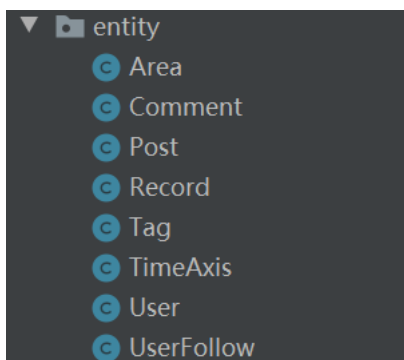 entity
C Area
C Comment
C Post
C Record
C Tag
C TimeAxis
C User
C UserFollow